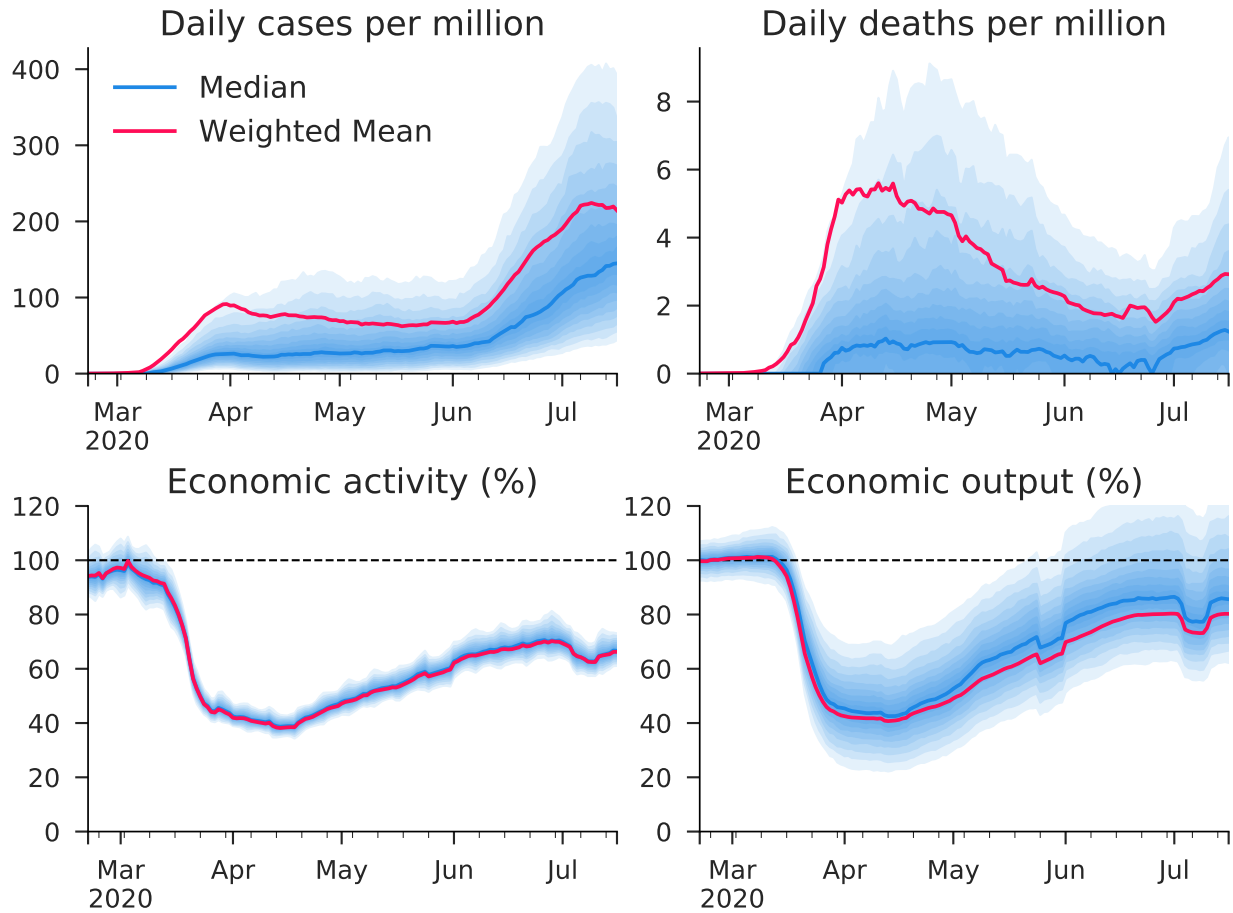 Daily cases per million
400
300
200
100
0
Median
Weighted Mean
Mar
2020
Apr
May
Jun
Jul
Daily deaths per million
8
6
4
2
0
Mar
2020
Apr
May
Jun
Jul
Economic activity (%)
120
100
80
60
40
20
0
Mar
2020
Apr
May
Jun
Jul
Economic output (%)
120
100
80
60
40
20
0
Mar
2020
Apr
May
Jun
Jul